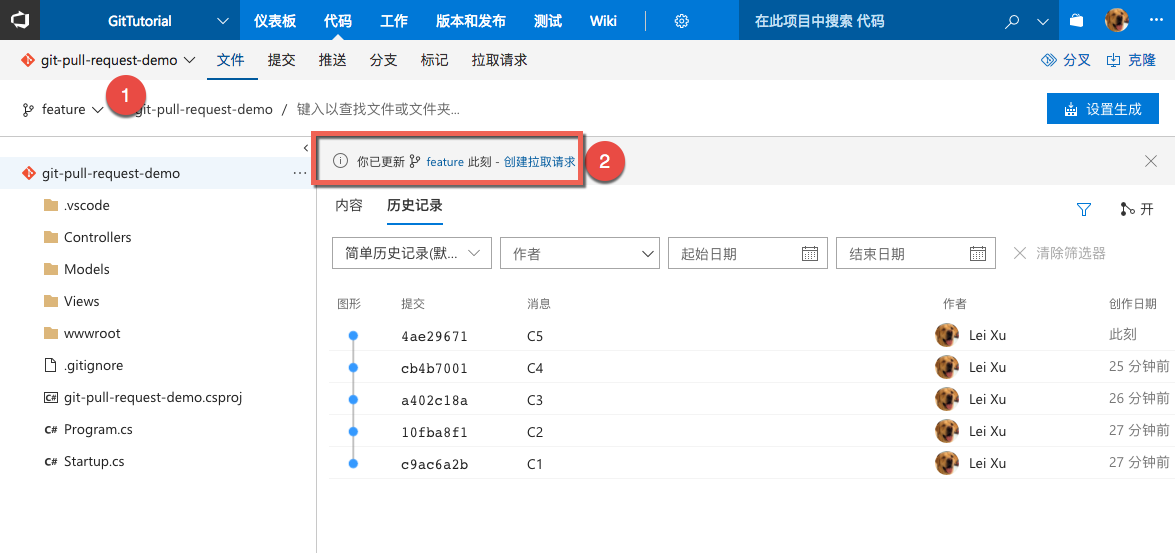 GitTutorial 仪表板 代码 工作 版本和发布 测试 Wiki 在此项目中搜索 代码
git-pull-request-demo 文件 提交 推送 分支 标记 拉取请求 分叉 克隆
1
feature git-pull-request-demo / 键入以查找文件或文件夹... 设置生成
你已更新 feature 此刻 - 创建拉取请求
2
git-pull-request-demo
.vscode
Controllers
Models
Views
wwwroot
.gitignore
C# git-pull-request-demo.csproj
C# Program.cs
C# Startup.cs
内容 历史记录 开
简单历史记录(默... 作者 起始日期 结束日期 清除筛选器
图形 提交 消息 作者 创作日期
4ae29671 C5 Lei Xu 此刻
cb4b7001 C4 Lei Xu 25 分钟前
a402c18a C3 Lei Xu 26 分钟前
10fba8f1 C2 Lei Xu 27 分钟前
c9ac6a2b C1 Lei Xu 27 分钟前